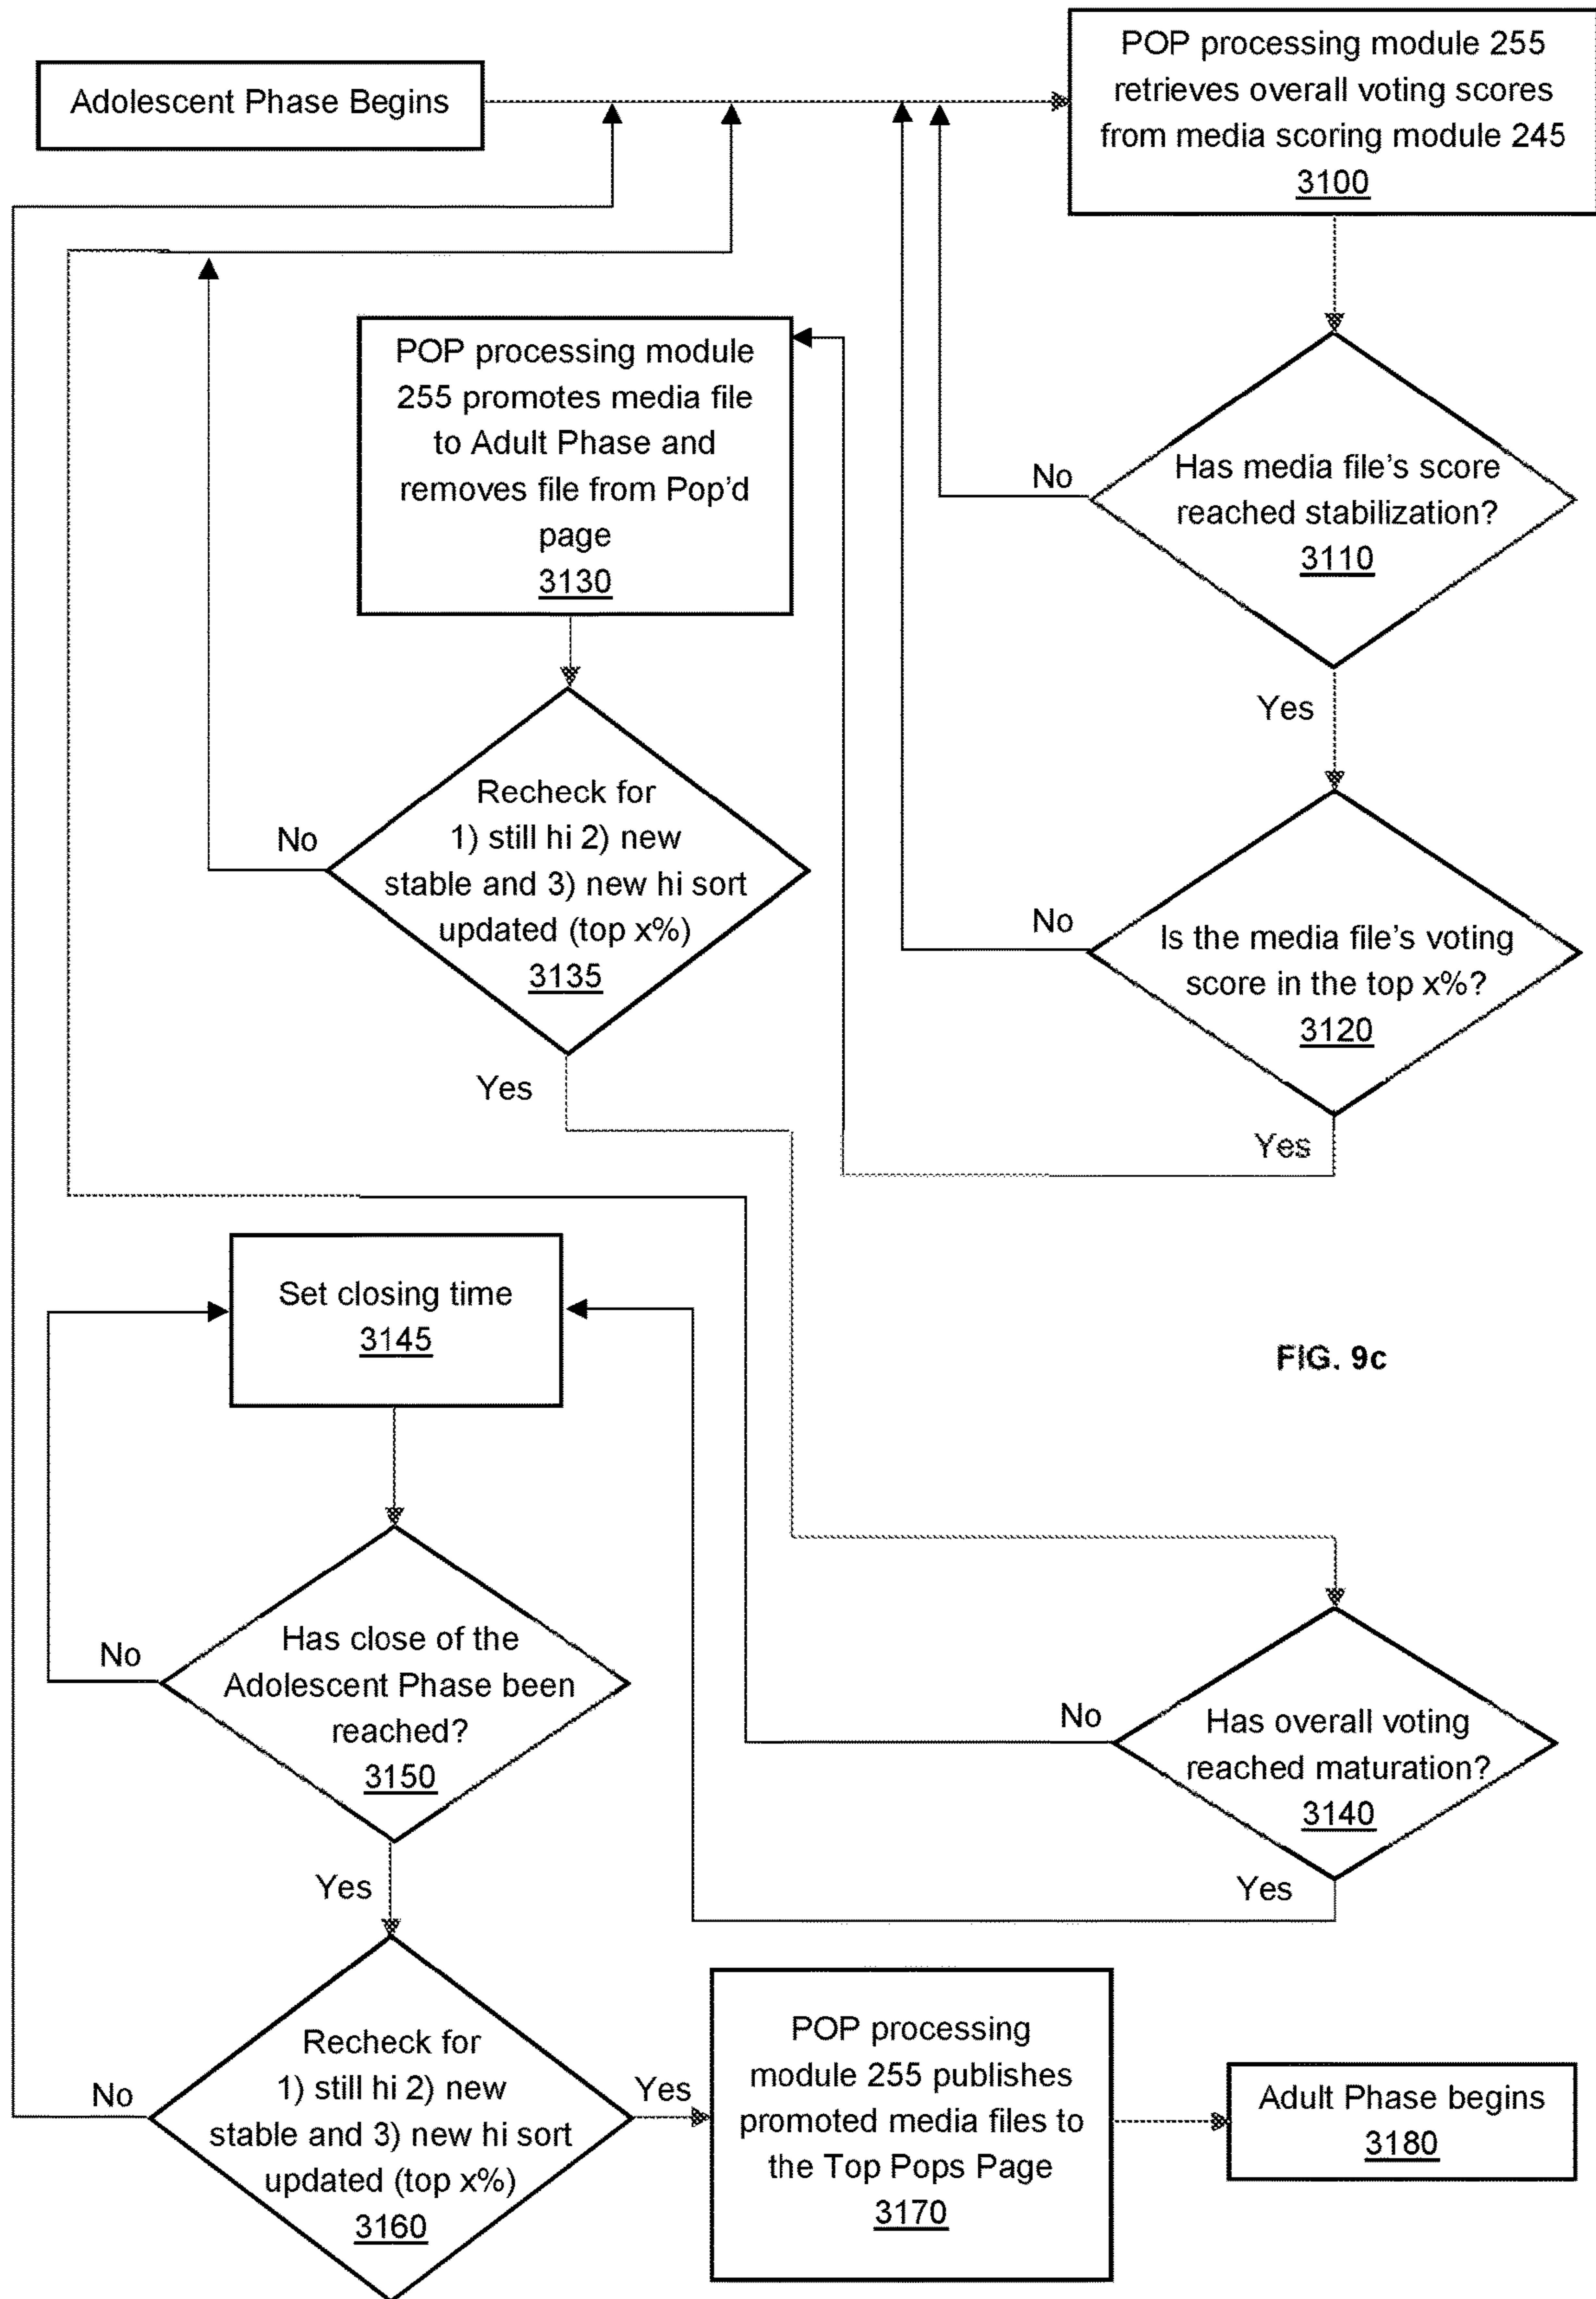 Adolescent Phase Begins
POP processing module 255
retrieves overall voting scores
from media scoring module 245
3100
POP processing module
255 promotes media file
to Adult Phase and
removes file from Pop’d
page
3130
No
Has media file’s score
reached stabilization?
3110
Yes
No
Recheck for
1) still hi 2) new
stable and 3) new hi sort
updated (top x%)
3135
Yes
No
Is the media file’s voting
score in the top x%?
3120
Yes
Set closing time
3145
FIG. 9c
No
Has close of the
Adolescent Phase been
reached?
3150
Yes
No
Has overall voting
reached maturation?
3140
Yes
No
Recheck for
1) still hi 2) new
stable and 3) new hi sort
updated (top x%)
3160
Yes
POP processing
module 255 publishes
promoted media files to
the Top Pops Page
3170
Adult Phase begins
3180